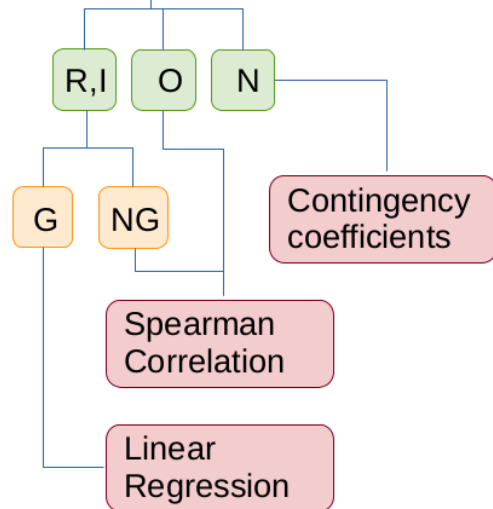 R,I
O
N
G
NG
Contingency
coefficients
Spearman
Correlation
Linear
Regression